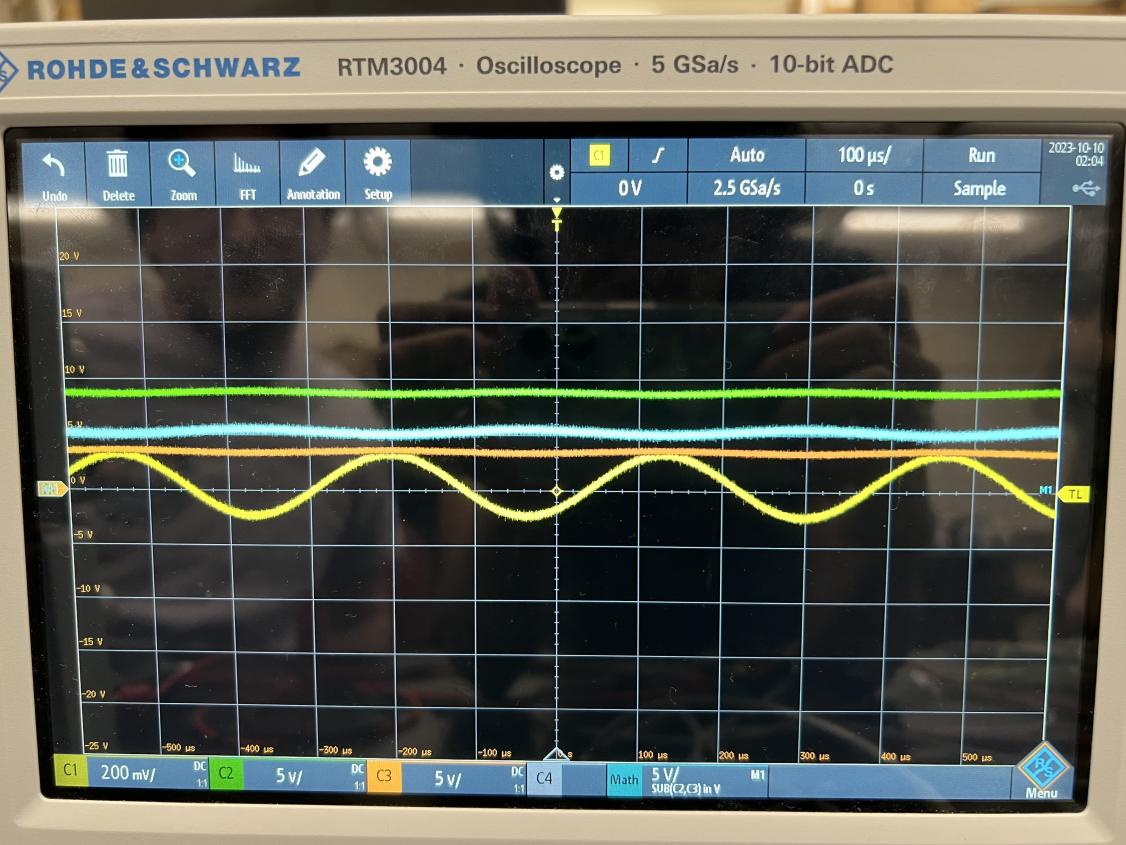 ROHDE&SCHWARZ RTM3004 · Oscilloscope · 5 GSa/s · 10-bit ADC
Undo Delete Zoom FFT Annotation Setup
C1 Auto 100 µs/ Run 2023-10-10
02:04
0 V 2.5 GSa/s 0 s Sample
T
20 V
15 V
10 V
5 V
0 V
M1 TL
-5 V
-10 V
-15 V
-20 V
-25 V -500 µs -400 µs -300 µs -200 µs -100 µs 0 s 100 µs 200 µs 300 µs 400 µs 500 µs
C1 200 mV/ DC 1:1 C2 5 V/ DC 1:1 C3 5 V/ DC 1:1 C4 Math 5 V/ M1
SUB(C2,C3) in V
R/S
Menu